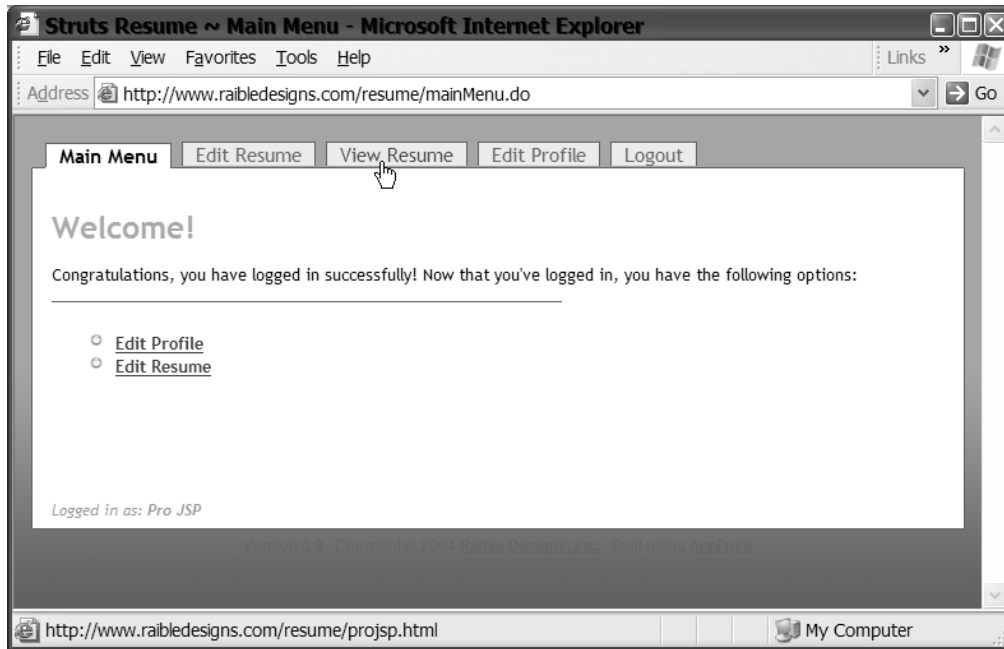 Struts Resume ~ Main Menu - Microsoft Internet Explorer
File Edit View Favorites Tools Help Links »
Address http://www.raibledesigns.com/resume/mainMenu.do Go
Main Menu Edit Resume View Resume Edit Profile Logout
Welcome!
Congratulations, you have logged in successfully! Now that you've logged in, you have the following options:
Edit Profile
Edit Resume
Logged in as: Pro JSP
Version 0.9 · Copyright © 2004 Raible Designs, Inc. Built using AppFuse
http://www.raibledesigns.com/resume/projsp.html My Computer